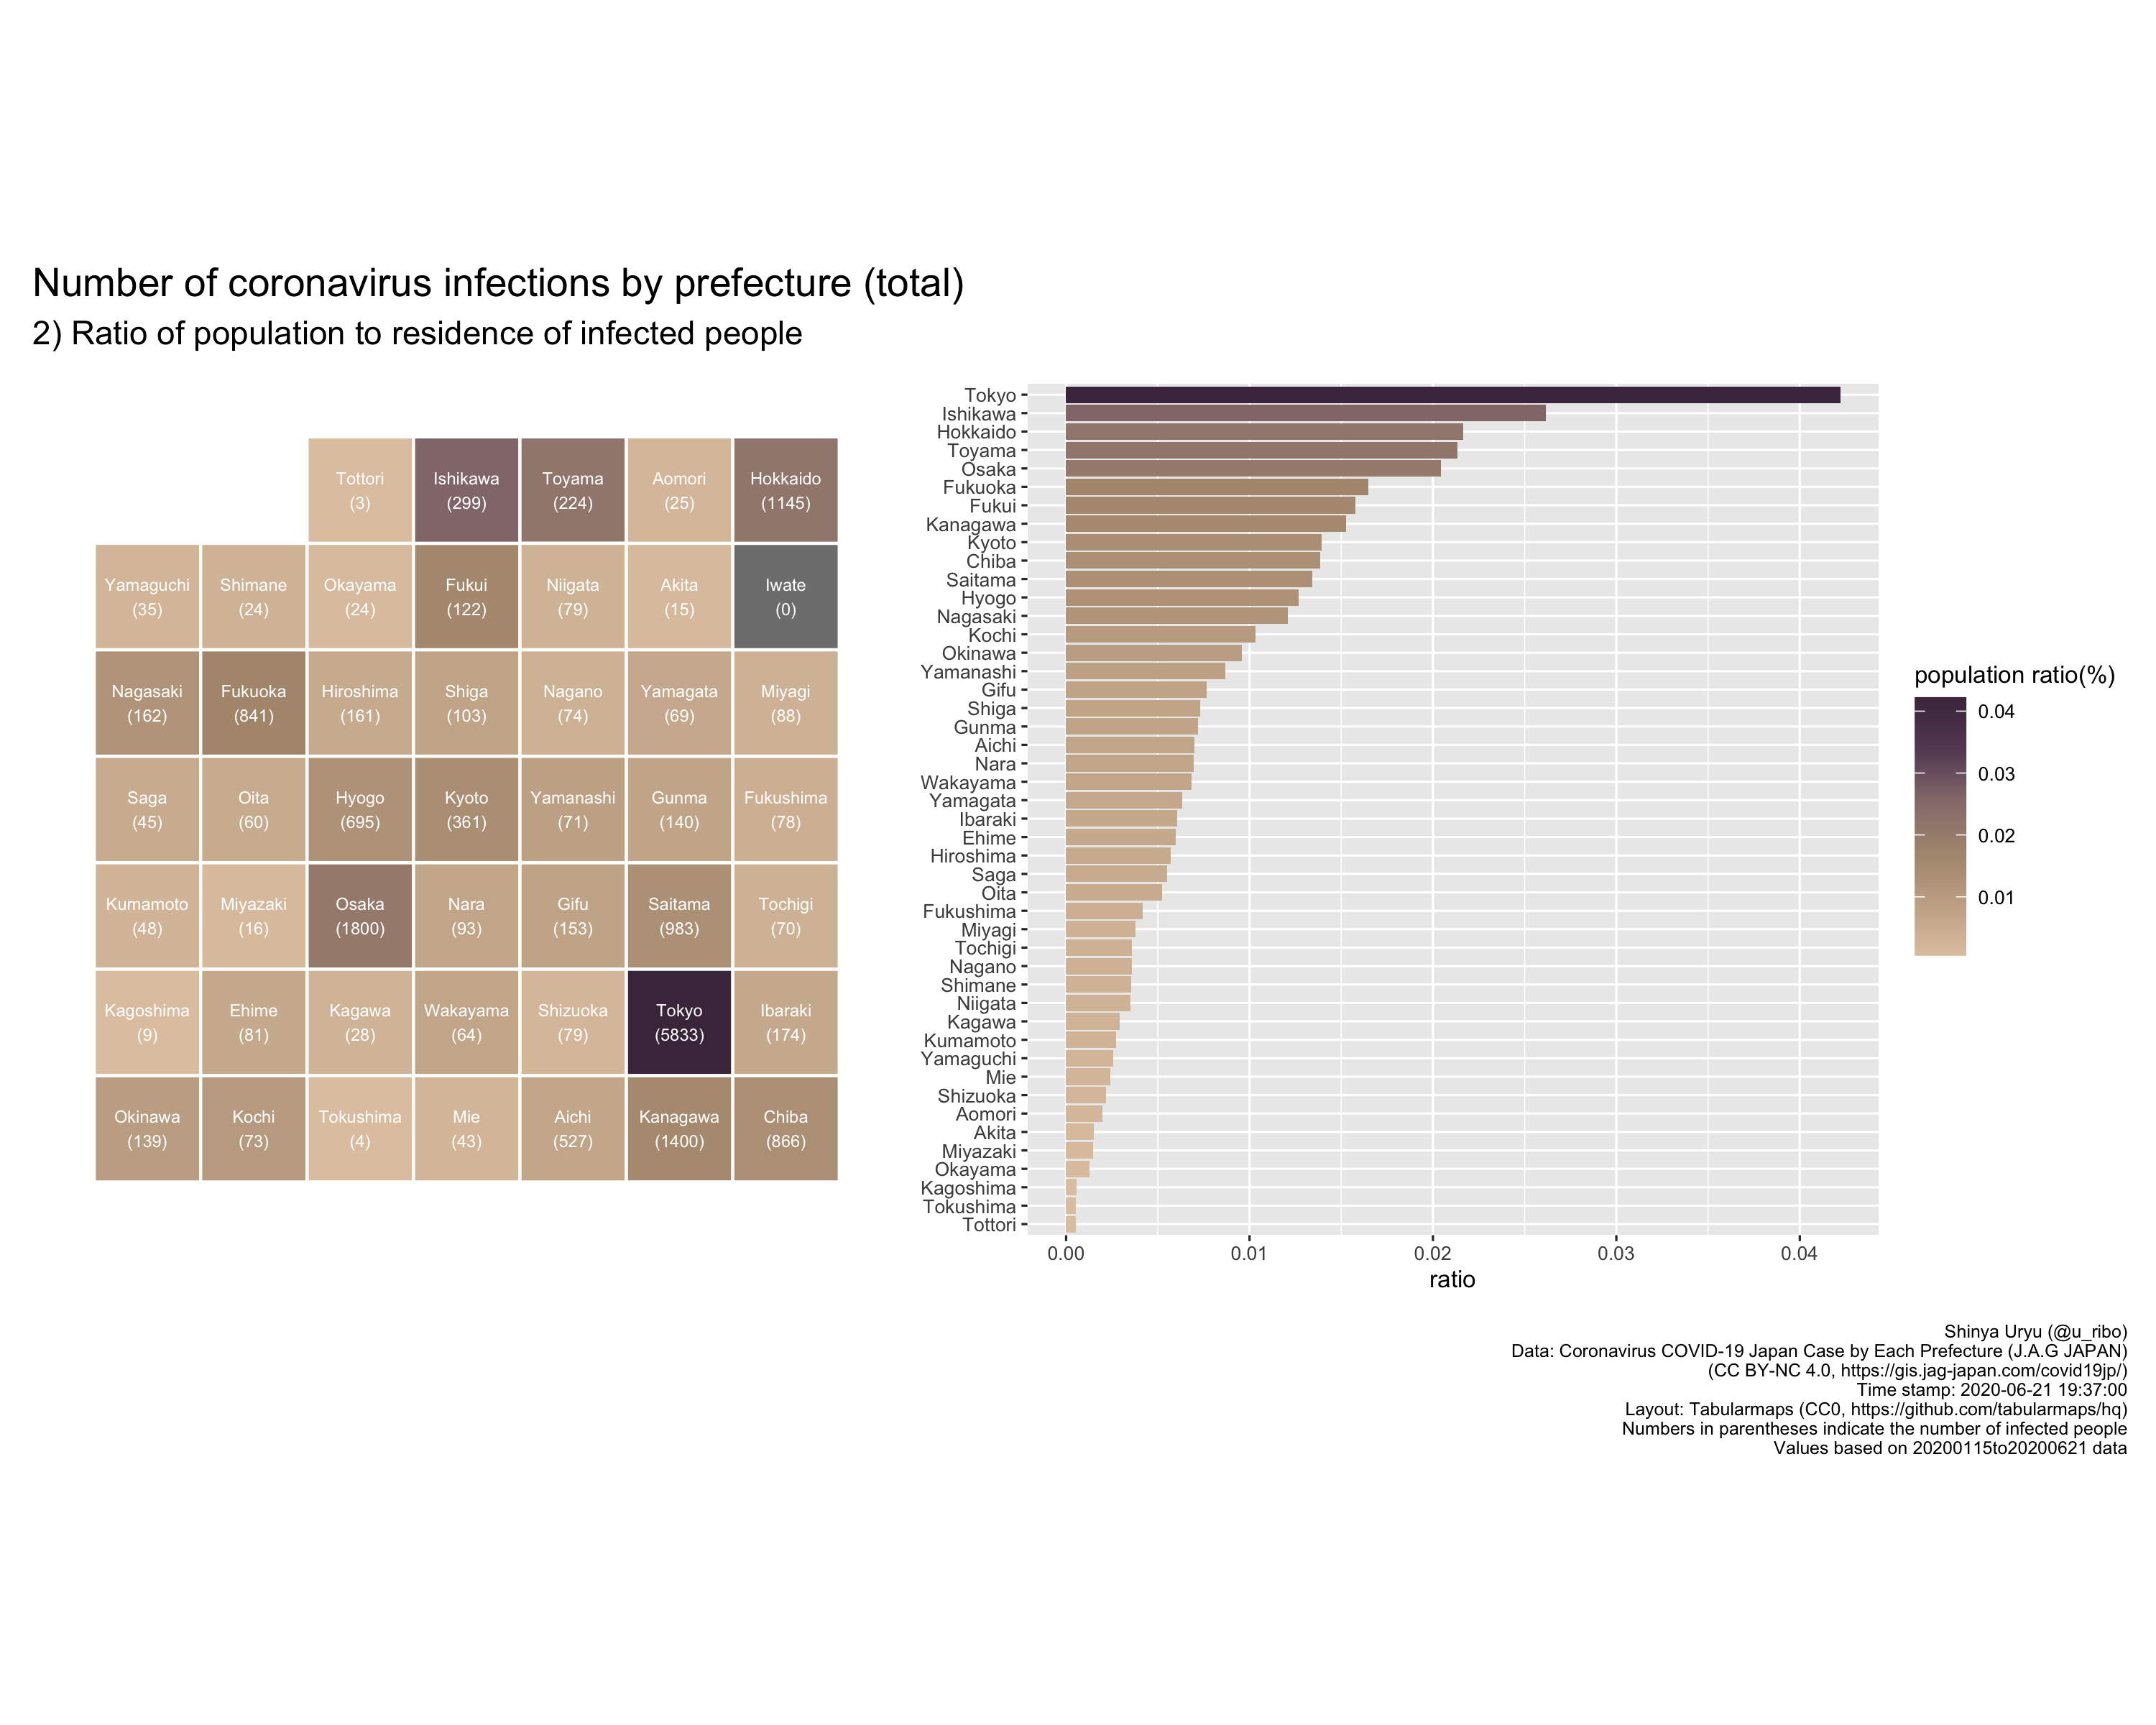 Number of coronavirus infections by prefecture (total)
2) Ratio of population to residence of infected people
Tottori
(3)
Ishikawa
(299)
Toyama
(224)
Aomori
(25)
Hokkaido
(1145)
Yamaguchi
(35)
Shimane
(24)
Okayama
(24)
Fukui
(122)
Niigata
(79)
Akita
(15)
Iwate
(0)
Nagasaki
(162)
Fukuoka
(841)
Hiroshima
(161)
Shiga
(103)
Nagano
(74)
Yamagata
(69)
Miyagi
(88)
Saga
(45)
Oita
(60)
Hyogo
(695)
Kyoto
(361)
Yamanashi
(71)
Gunma
(140)
Fukushima
(78)
Kumamoto
(48)
Miyazaki
(16)
Osaka
(1800)
Nara
(93)
Gifu
(153)
Saitama
(983)
Tochigi
(70)
Kagoshima
(9)
Ehime
(81)
Kagawa
(28)
Wakayama
(64)
Shizuoka
(79)
Tokyo
(5833)
Ibaraki
(174)
Okinawa
(139)
Kochi
(73)
Tokushima
(4)
Mie
(43)
Aichi
(527)
Kanagawa
(1400)
Chiba
(866)
Tokyo
Ishikawa
Hokkaido
Toyama
Osaka
Fukuoka
Fukui
Kanagawa
Kyoto
Chiba
Saitama
Hyogo
Nagasaki
Kochi
Okinawa
Yamanashi
Gifu
Shiga
Gunma
Aichi
Nara
Wakayama
Yamagata
Ibaraki
Ehime
Hiroshima
Saga
Oita
Fukushima
Miyagi
Tochigi
Nagano
Shimane
Niigata
Kagawa
Kumamoto
Yamaguchi
Mie
Shizuoka
Aomori
Akita
Miyazaki
Okayama
Kagoshima
Tokushima
Tottori
0.00 0.01 0.02 0.03 0.04
ratio
population ratio(%)
0.04
0.03
0.02
0.01
Shinya Uryu (@u_ribo)
Data: Coronavirus COVID-19 Japan Case by Each Prefecture (J.A.G JAPAN)
(CC BY-NC 4.0, https://gis.jag-japan.com/covid19jp/)
Time stamp: 2020-06-21 19:37:00
Layout: Tabularmaps (CC0, https://github.com/tabularmaps/hq)
Numbers in parentheses indicate the number of infected people
Values based on 20200115to20200621 data